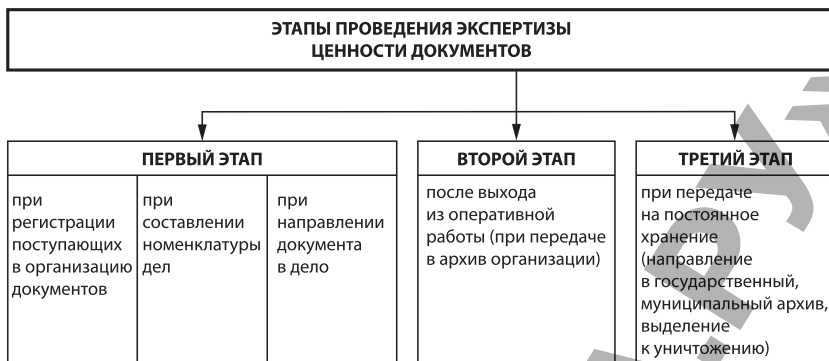 ЭТАПЫ ПРОВЕДЕНИЯ ЭКСПЕРТИЗЫ
ЦЕННОСТИ ДОКУМЕНТОВ
ПЕРВЫЙ ЭТАП
при
регистрации
поступающих
в организацию
документов
при
составлении
номенклатуры
дел
при
направлении
документа
в дело
ВТОРОЙ ЭТАП
после выхода
из оперативной
работы (при передаче
в архив организации)
ТРЕТИЙ ЭТАП
при передаче
на постоянное
хранение
(направление
в государственный,
муниципальный архив,
выделение
к уничтожению)